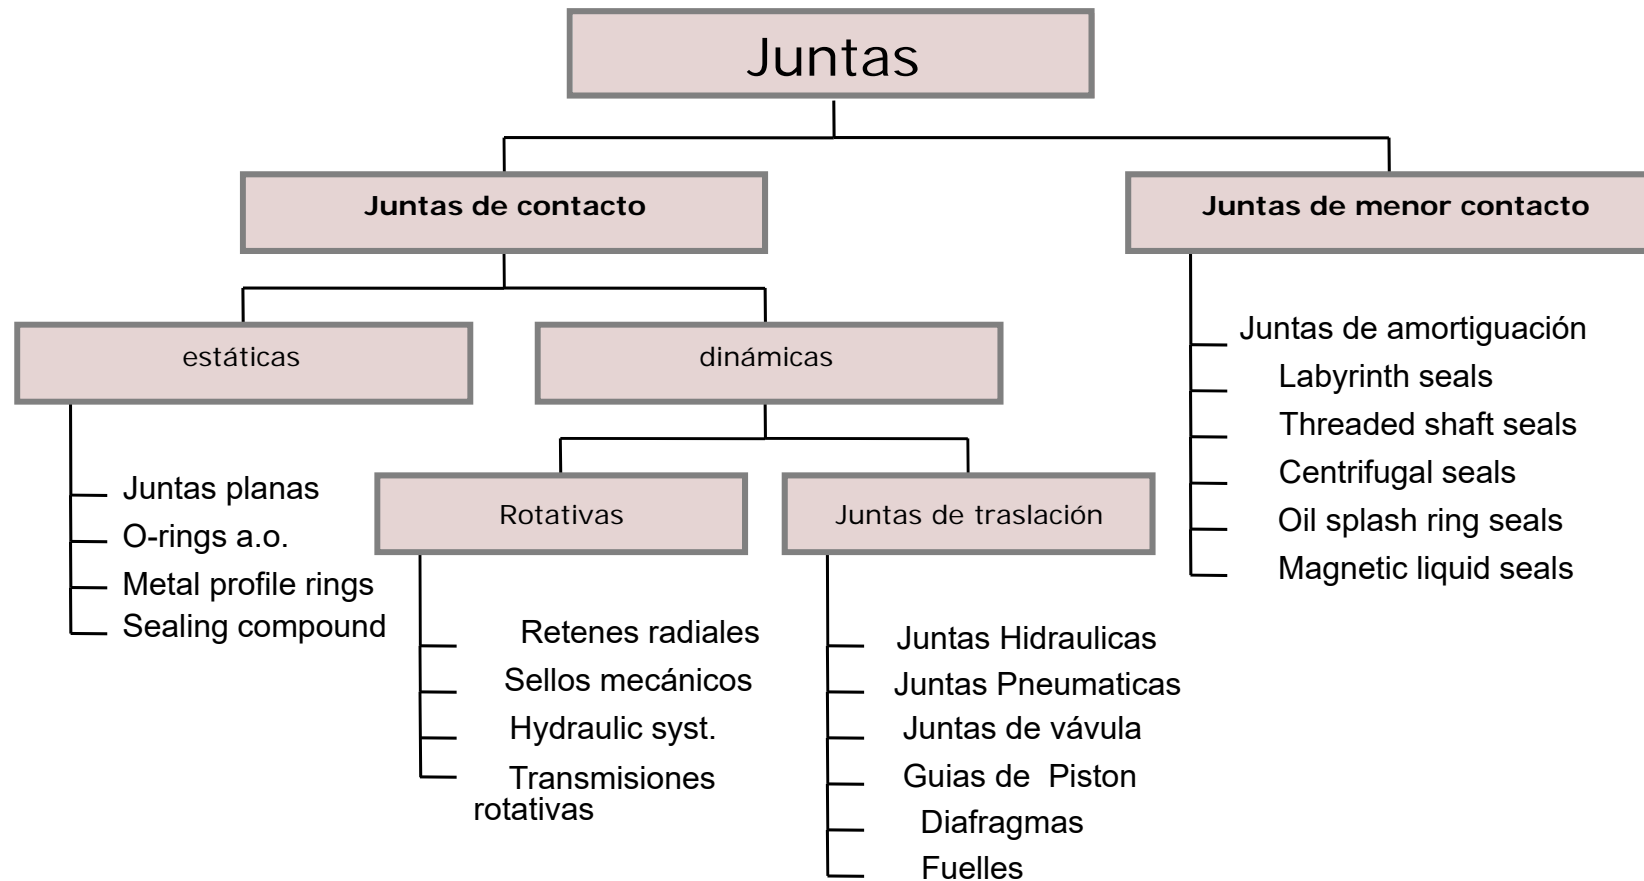 Juntas
Juntas de contacto
Juntas de menor contacto
estáticas
dinámicas
Juntas de amortiguación
Labyrinth seals
Threaded shaft seals
Centrifugal seals
Oil splash ring seals
Magnetic liquid seals
Juntas planas
O-rings a.o.
Metal profile rings
Sealing compound
Rotativas
Juntas de traslación
Retenes radiales
Sellos mecánicos
Hydraulic syst.
Transmisiones
rotativas
Juntas Hidraulicas
Juntas Pneumaticas
Juntas de vávula
Guias de Piston
Diafragmas
Fuelles